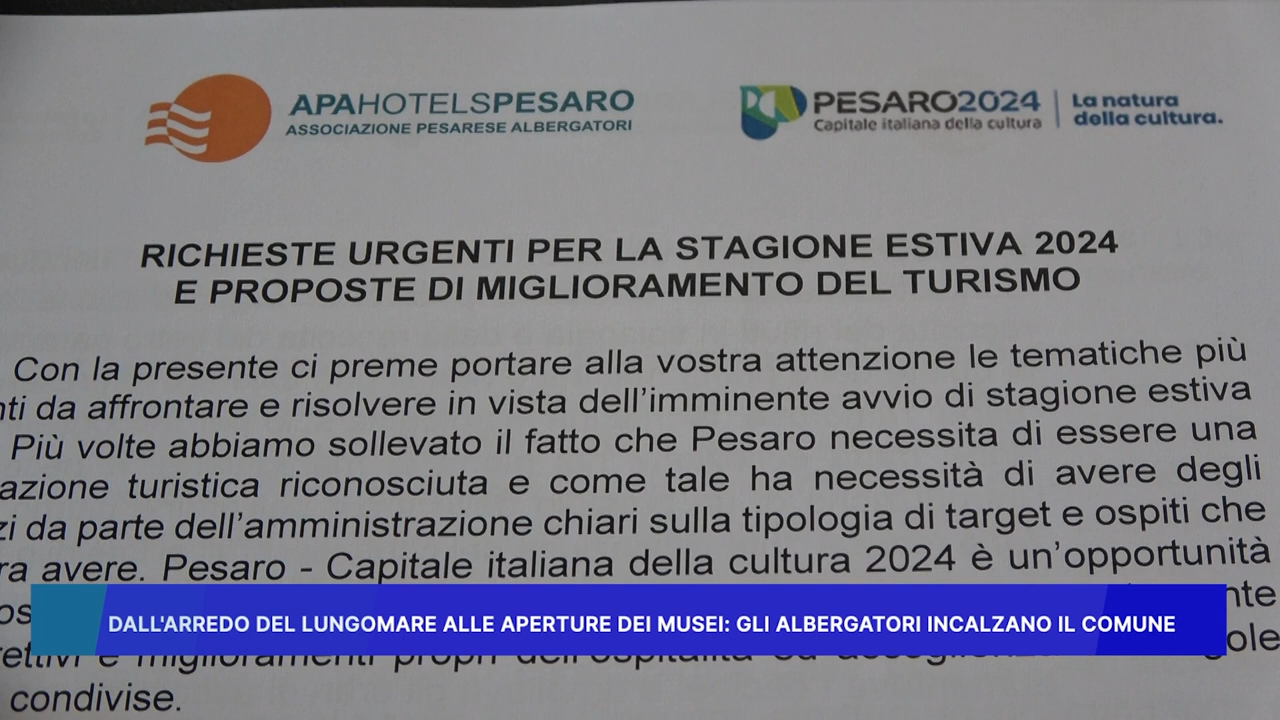 APAHOTELSPESARO
ASSOCIAZIONE PESARESE ALBERGATORI
PESARO2024
Capitale italiana della cultura
La natura
della cultura.
RICHIESTE URGENTI PER LA STAGIONE ESTIVA 2024
E PROPOSTE DI MIGLIORAMENTO DEL TURISMO
Con la presente ci preme portare alla vostra attenzione le tematiche più
nti da affrontare e risolvere in vista dell'imminente avvio di stagione estiva
Più volte abbiamo sollevato il fatto che Pesaro necessita di essere una
azione turistica riconosciuta e come tale ha necessità di avere degli
zi da parte dell'amministrazione chiari sulla tipologia di target e ospiti che
ra avere. Pesaro - Capitale italiana della cultura 2024 è un'opportunità
DALL'ARREDO DEL LUNGOMARE ALLE APERTURE DEI MUSEI: GLI ALBERGATORI INCALZANO IL COMUNE
condivise.